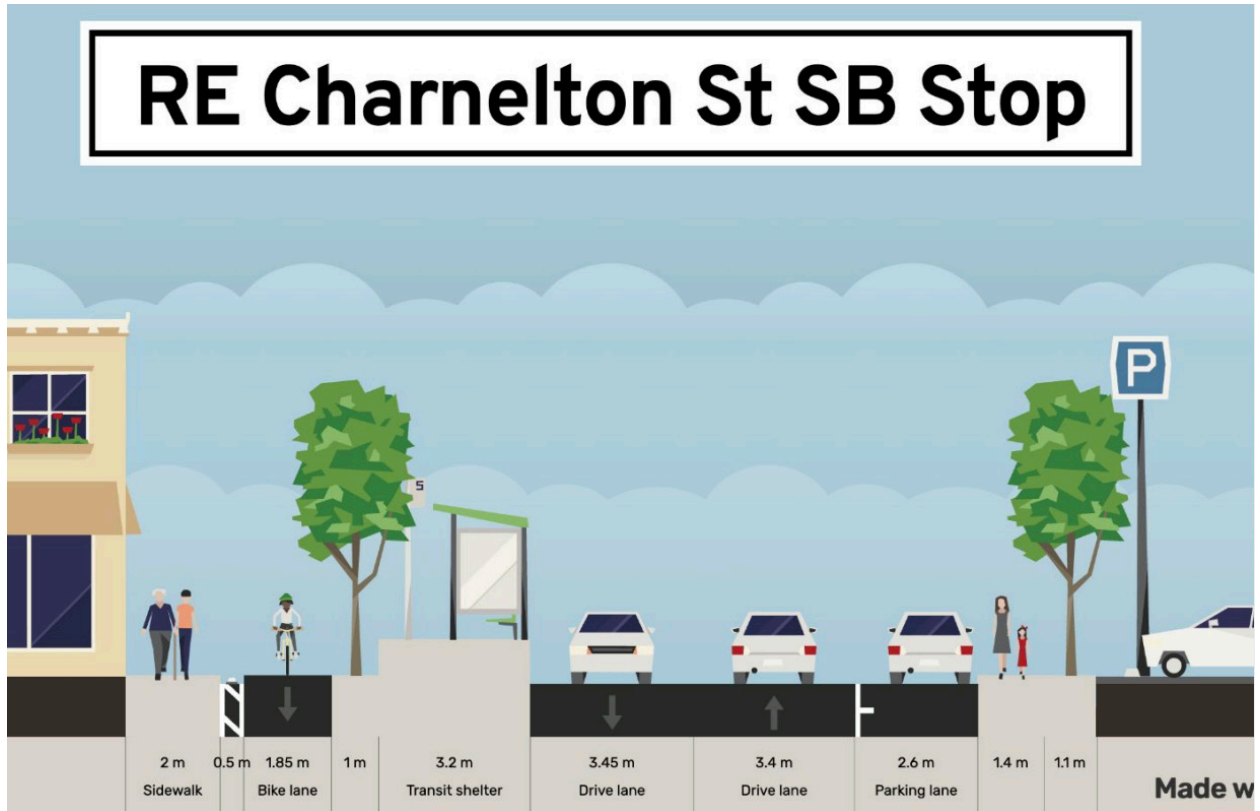 RE Charnelton St SB Stop
P
S
2 m 0.5 m 1.85 m 1 m 3.2 m 3.45 m 3.4 m 2.6 m 1.4 m 1.1 m
Sidewalk Bike lane Transit shelter Drive lane Drive lane Parking lane
Made w